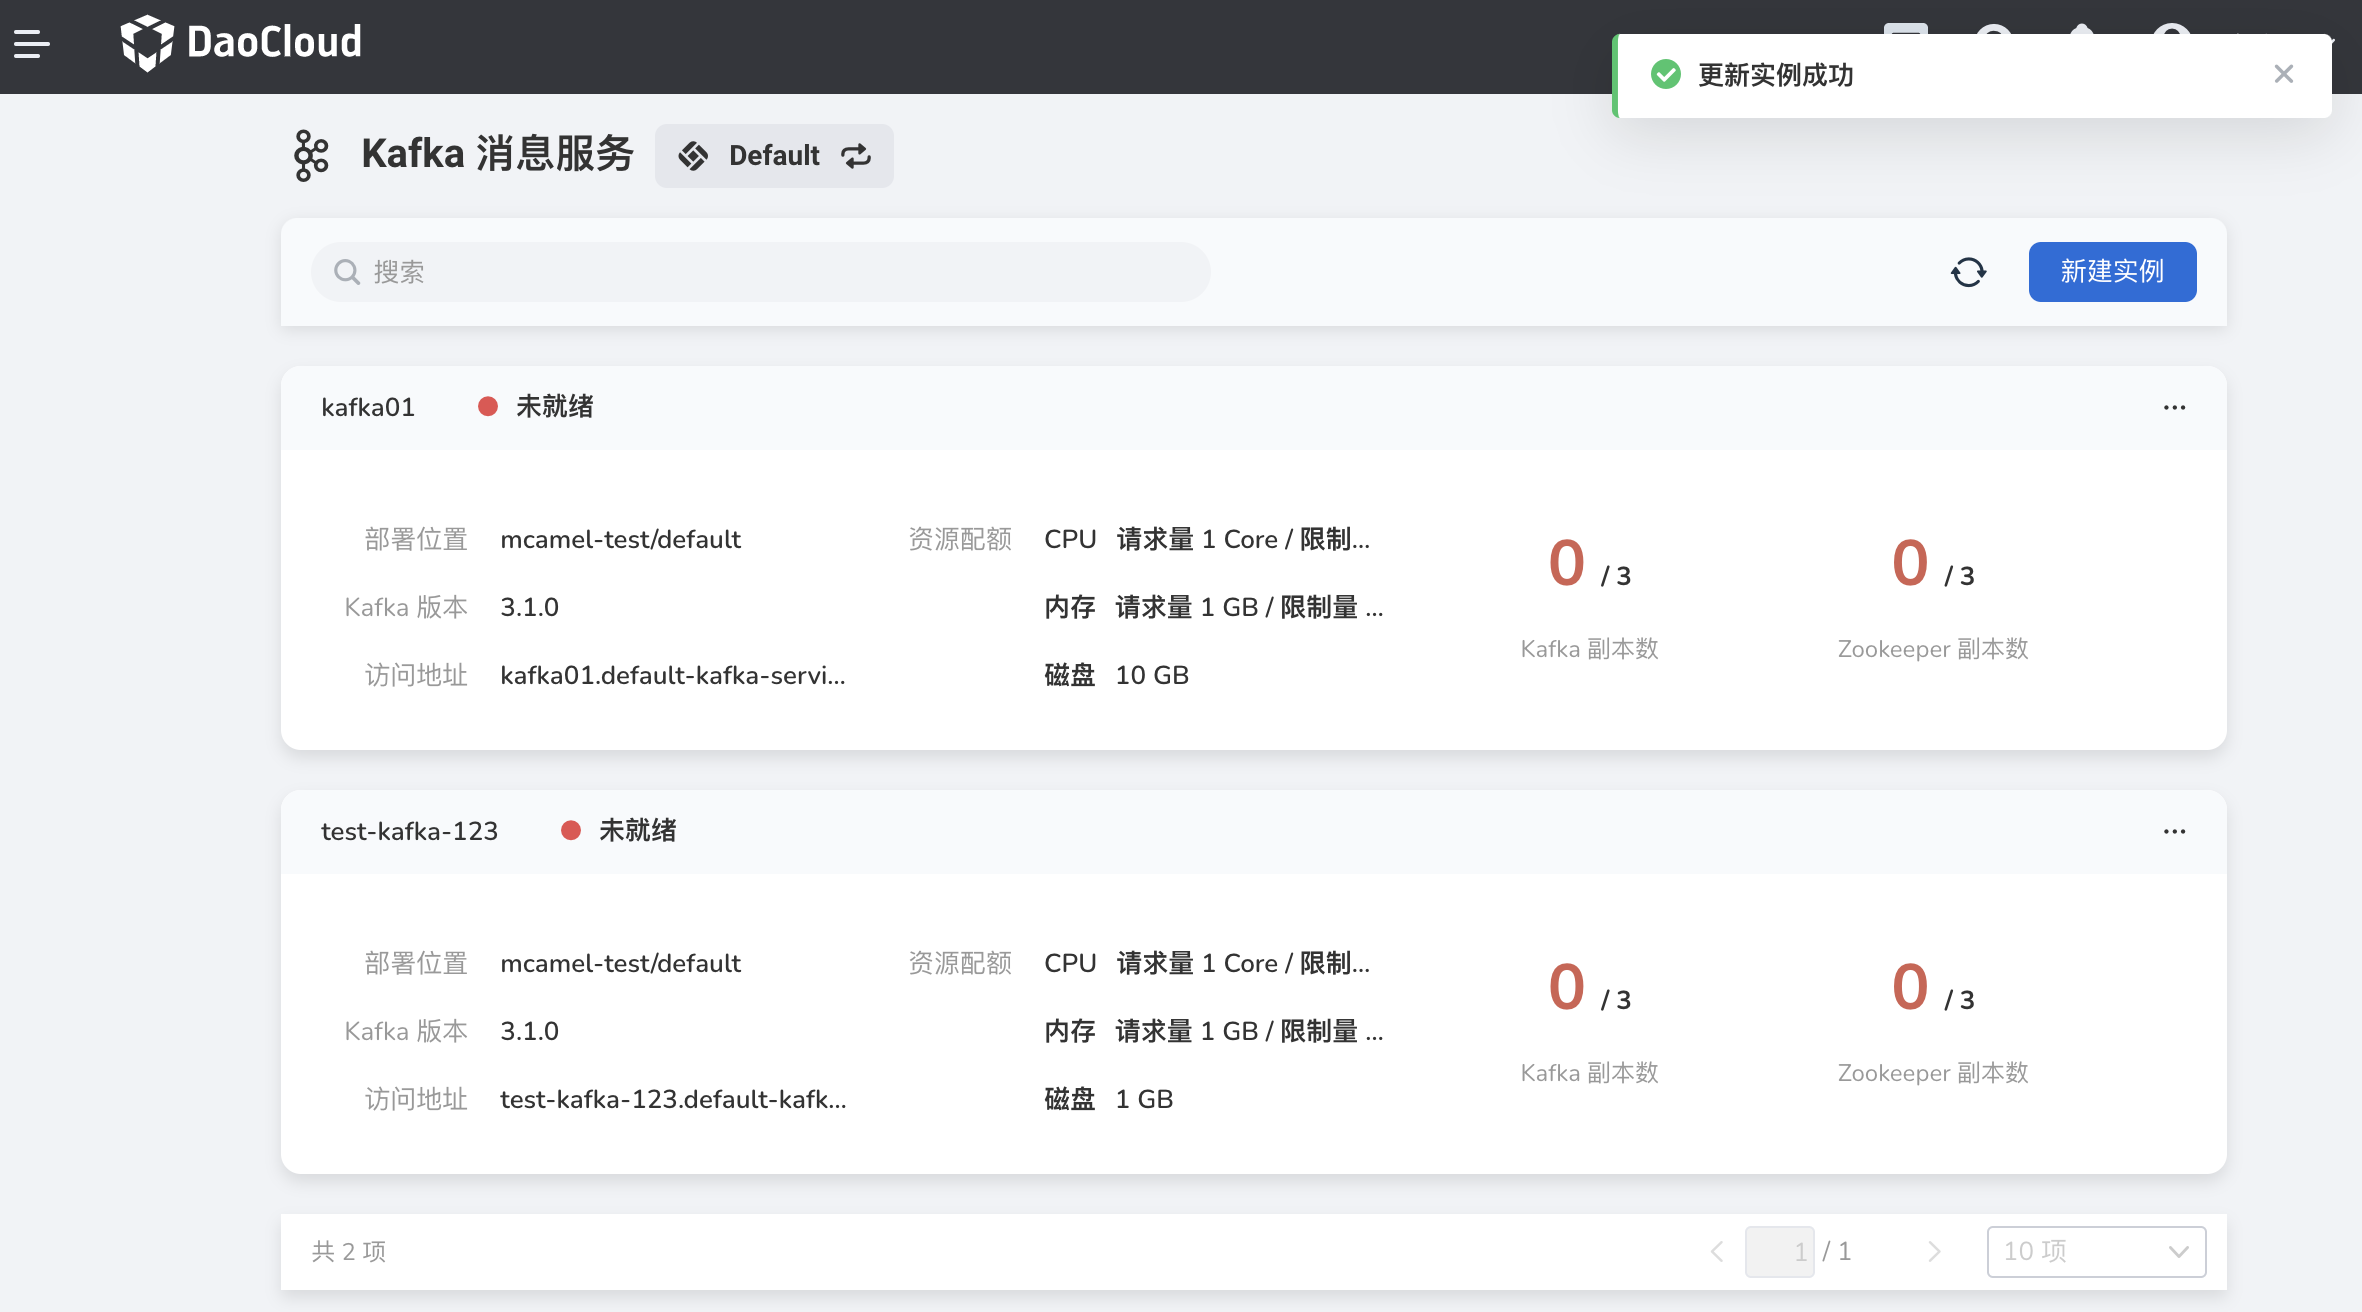 DaoCloud
更新实例成功
Kafka 消息服务
Default
搜索
新建实例
kafka01
未就绪
部署位置 mcamel-test/default
资源配额 CPU 请求量 1 Core / 限制...
Kafka 版本 3.1.0
内存 请求量 1 GB / 限制量 ...
访问地址 kafka01.default-kafka-servi...
磁盘 10 GB
0 / 3
Kafka 副本数
0 / 3
Zookeeper 副本数
test-kafka-123
未就绪
部署位置 mcamel-test/default
资源配额 CPU 请求量 1 Core / 限制...
Kafka 版本 3.1.0
内存 请求量 1 GB / 限制量 ...
访问地址 test-kafka-123.default-kafk...
磁盘 1 GB
0 / 3
Kafka 副本数
0 / 3
Zookeeper 副本数
共 2 项
1 / 1
10 项